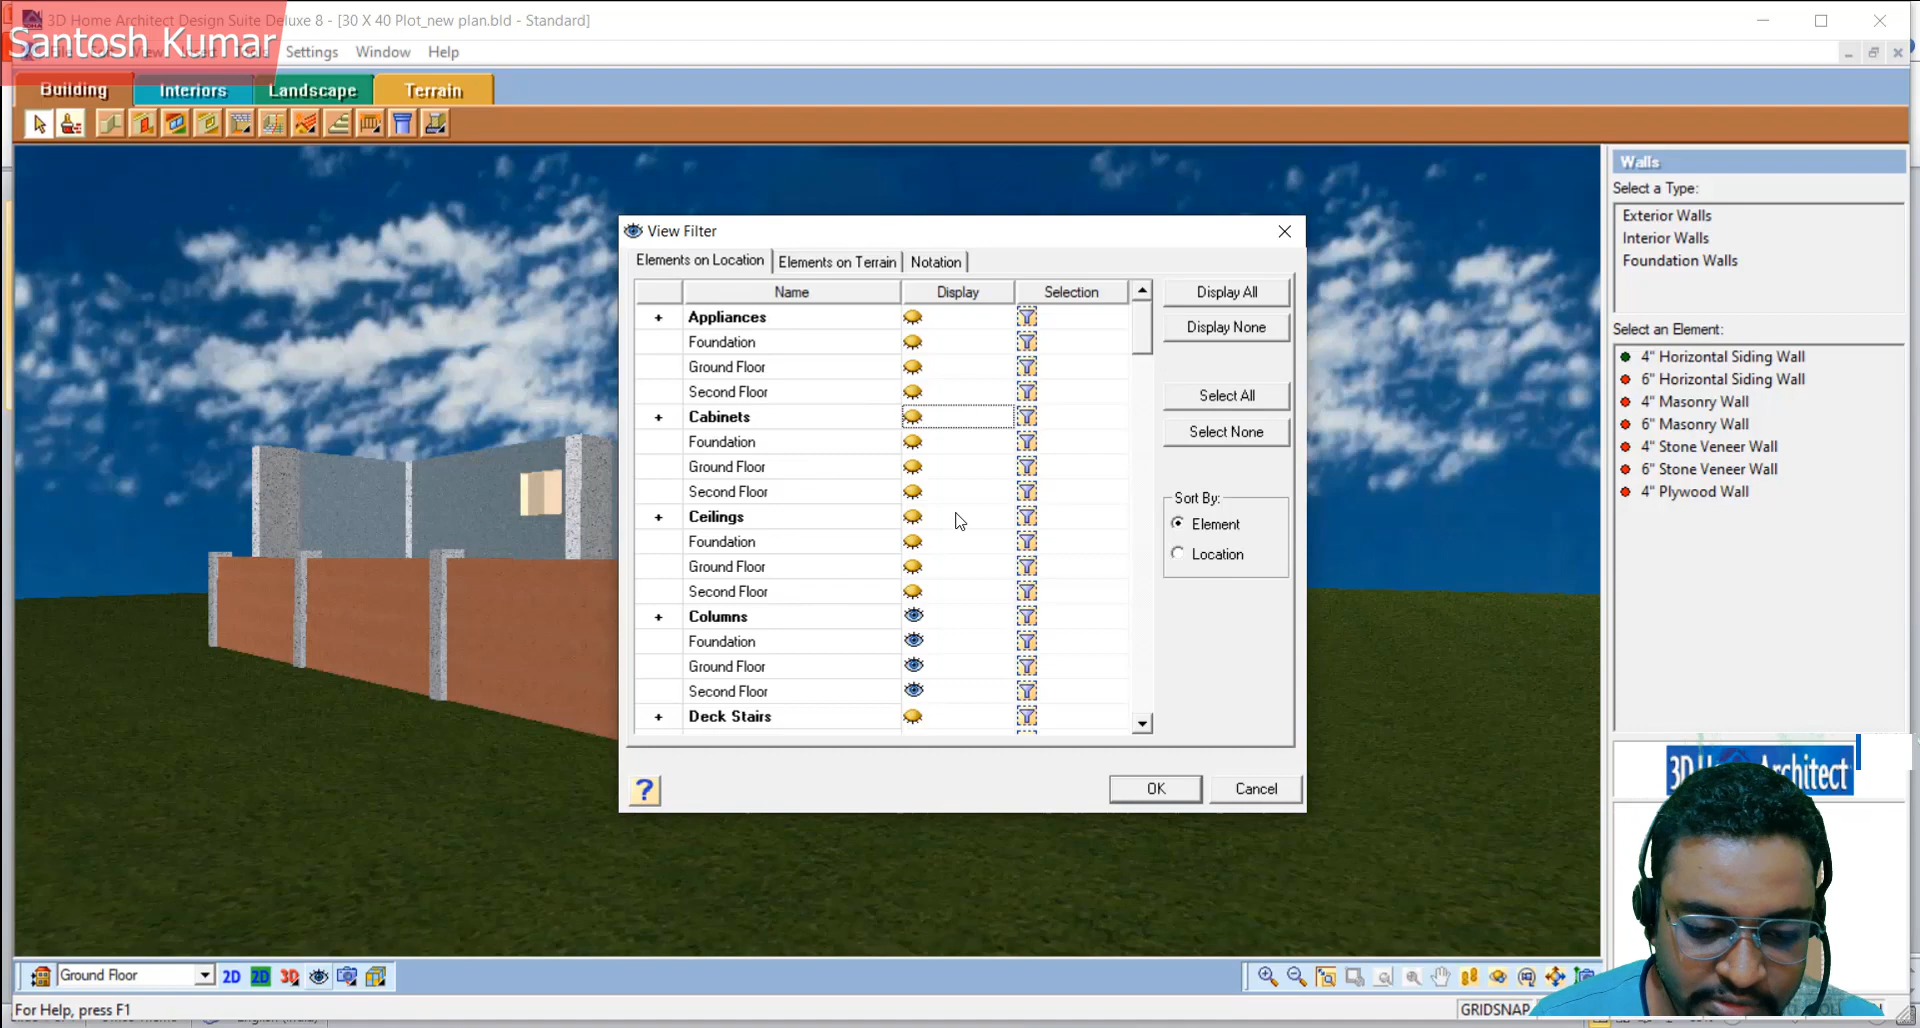 3D Home Architect Design Suite Deluxe 8 - [30 X 40 Plot_new plan.bld - Standard]
Santosh Kumar
Settings Window Help
Building Interiors Landscape Terrain
Walls
Select a Type:
Exterior Walls
Interior Walls
Foundation Walls
Select an Element:
4" Horizontal Siding Wall
6" Horizontal Siding Wall
4" Masonry Wall
6" Masonry Wall
4" Stone Veneer Wall
6" Stone Veneer Wall
4" Plywood Wall
View Filter
Elements on Location Elements on Terrain Notation
Name Display Selection
+ Appliances
Foundation
Ground Floor
Second Floor
+ Cabinets
Foundation
Ground Floor
Second Floor
+ Ceilings
Foundation
Ground Floor
Second Floor
+ Columns
Foundation
Ground Floor
Second Floor
+ Deck Stairs
Display All
Display None
Select All
Select None
Sort By:
Element
Location
? OK Cancel
3D Home Architect
Ground Floor 2D 2D 3D
For Help, press F1
GRIDSNAP